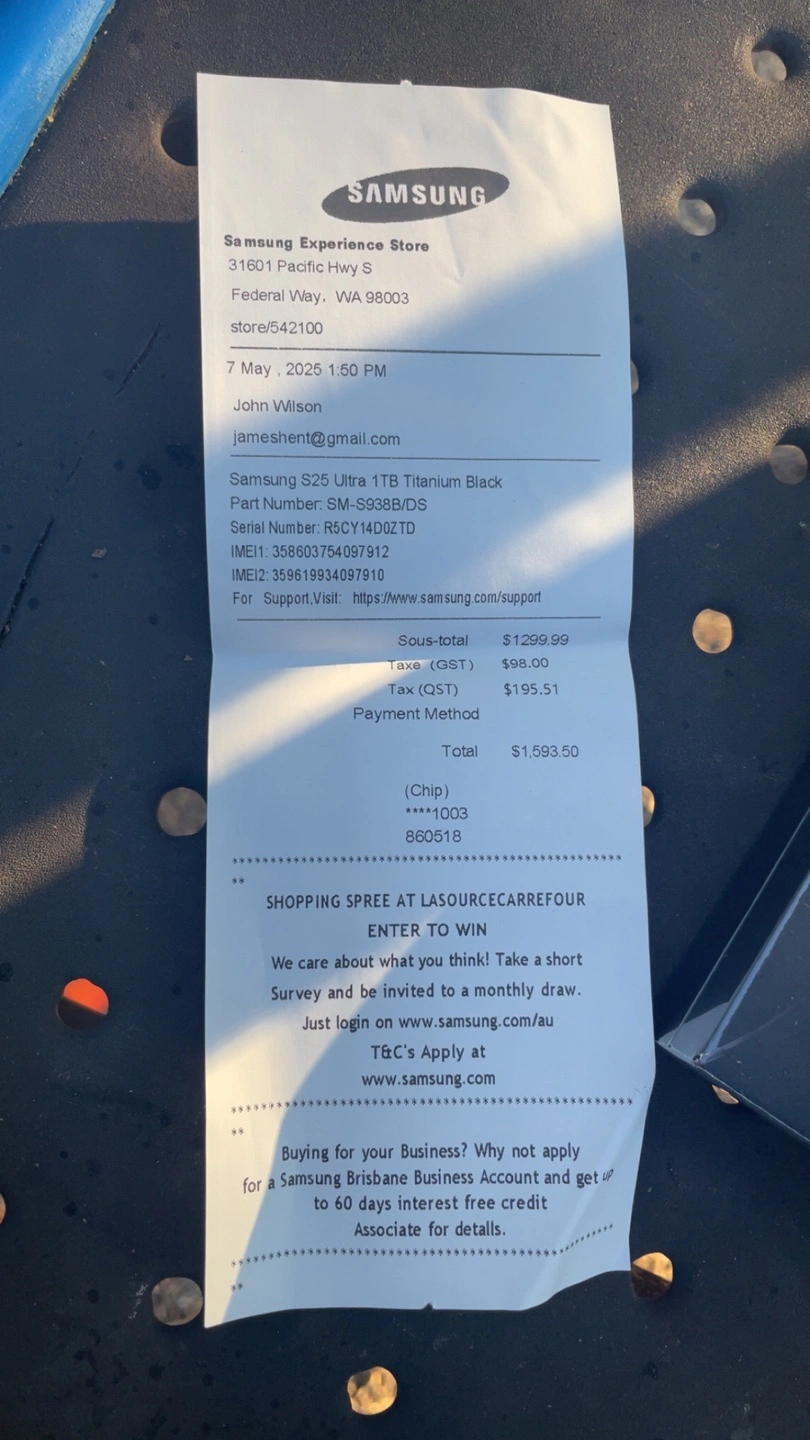 SAMSUNG
Samsung Experience Store
31601 Pacific Hwy S
Federal Way, WA 98003
store/542100
7 May , 2025 1:50 PM
John Wilson
jameshent@gmail.com
Samsung S25 Ultra 1TB Titanium Black
Part Number: SM-S938B/DS
Serial Number: R5CY14D0ZTD
IMEI1: 358603754097912
IMEI2: 359619934097910
For Support,Visit: https://www.samsung.com/support
Sous-total $1299.99
Taxe (GST) $98.00
Tax (QST) $195.51
Payment Method
Total $1,593.50
(Chip)
****1003
860518
**************************************************
**
SHOPPING SPREE AT LASOURCECARREFOUR
ENTER TO WIN
We care about what you think! Take a short
Survey and be invited to a monthly draw.
Just login on www.samsung.com/au
T&C's Apply at
www.samsung.com
**************************************************
**
Buying for your Business? Why not apply
for a Samsung Brisbane Business Account and get up
to 60 days interest free credit
Associate for detalls.
**************************************************
**